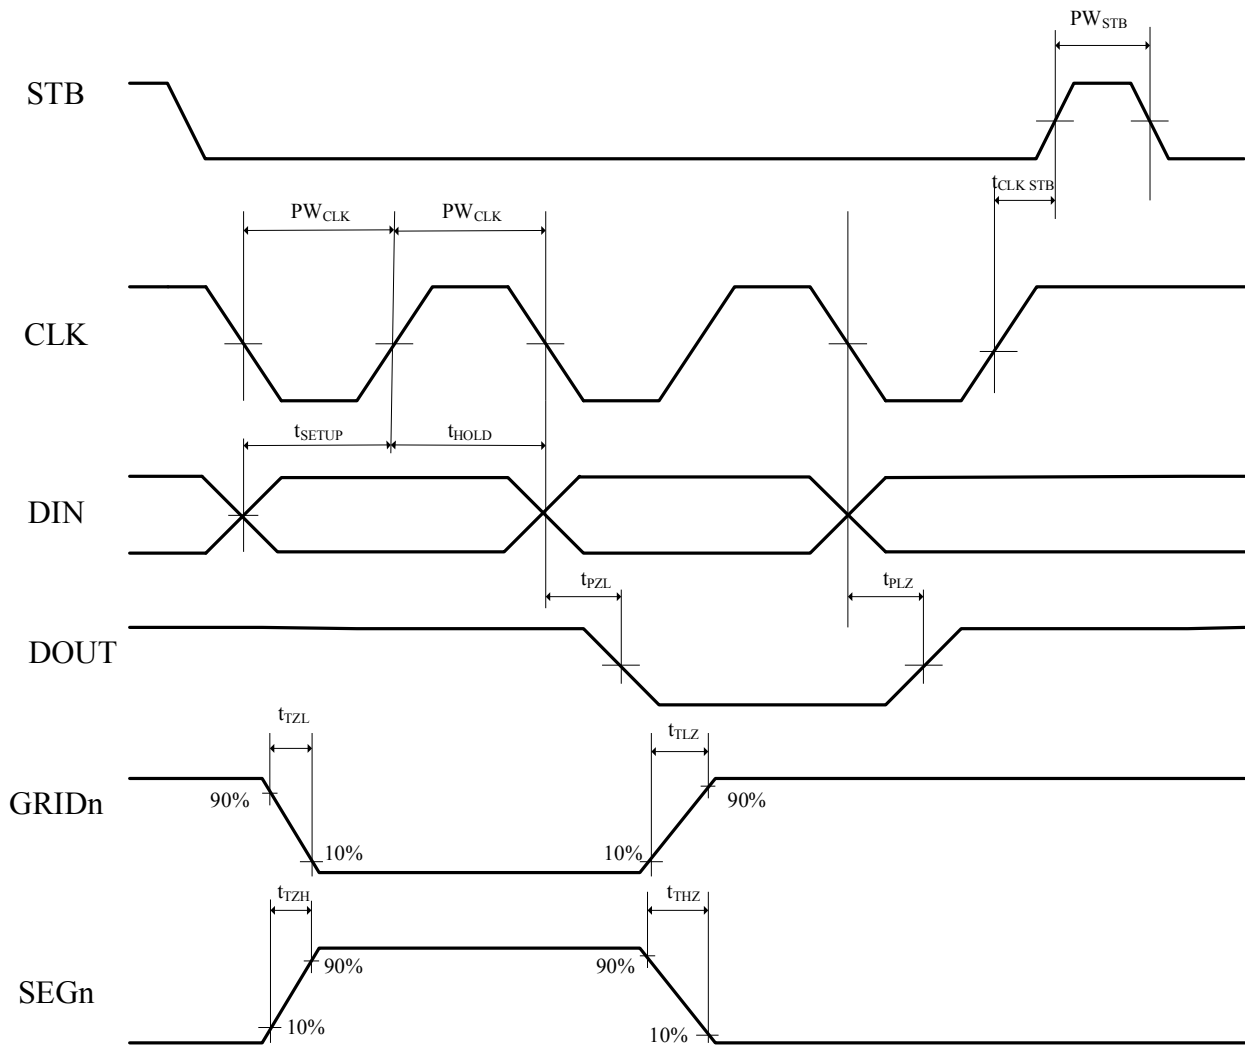 PW_STB
STB
t_CLK STB
PW_CLK PW_CLK
CLK
t_SETUP t_HOLD
DIN
t_PZL t_PLZ
DOUT
t_TZL t_TLZ
GRIDn 90% 90%
10% 10%
t_TZH t_THZ
90% 90%
SEGn
10% 10%